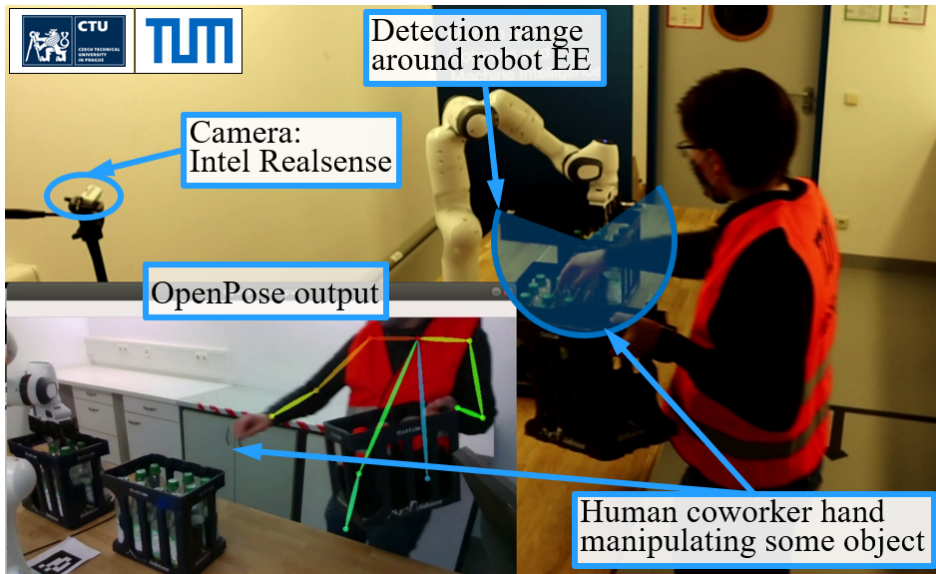 CTU
CZECH TECHNICAL
UNIVERSITY
IN PRAGUE
TUM
Detection range
around robot EE
Camera:
Intel Realsense
OpenPose output
Human coworker hand
manipulating some object